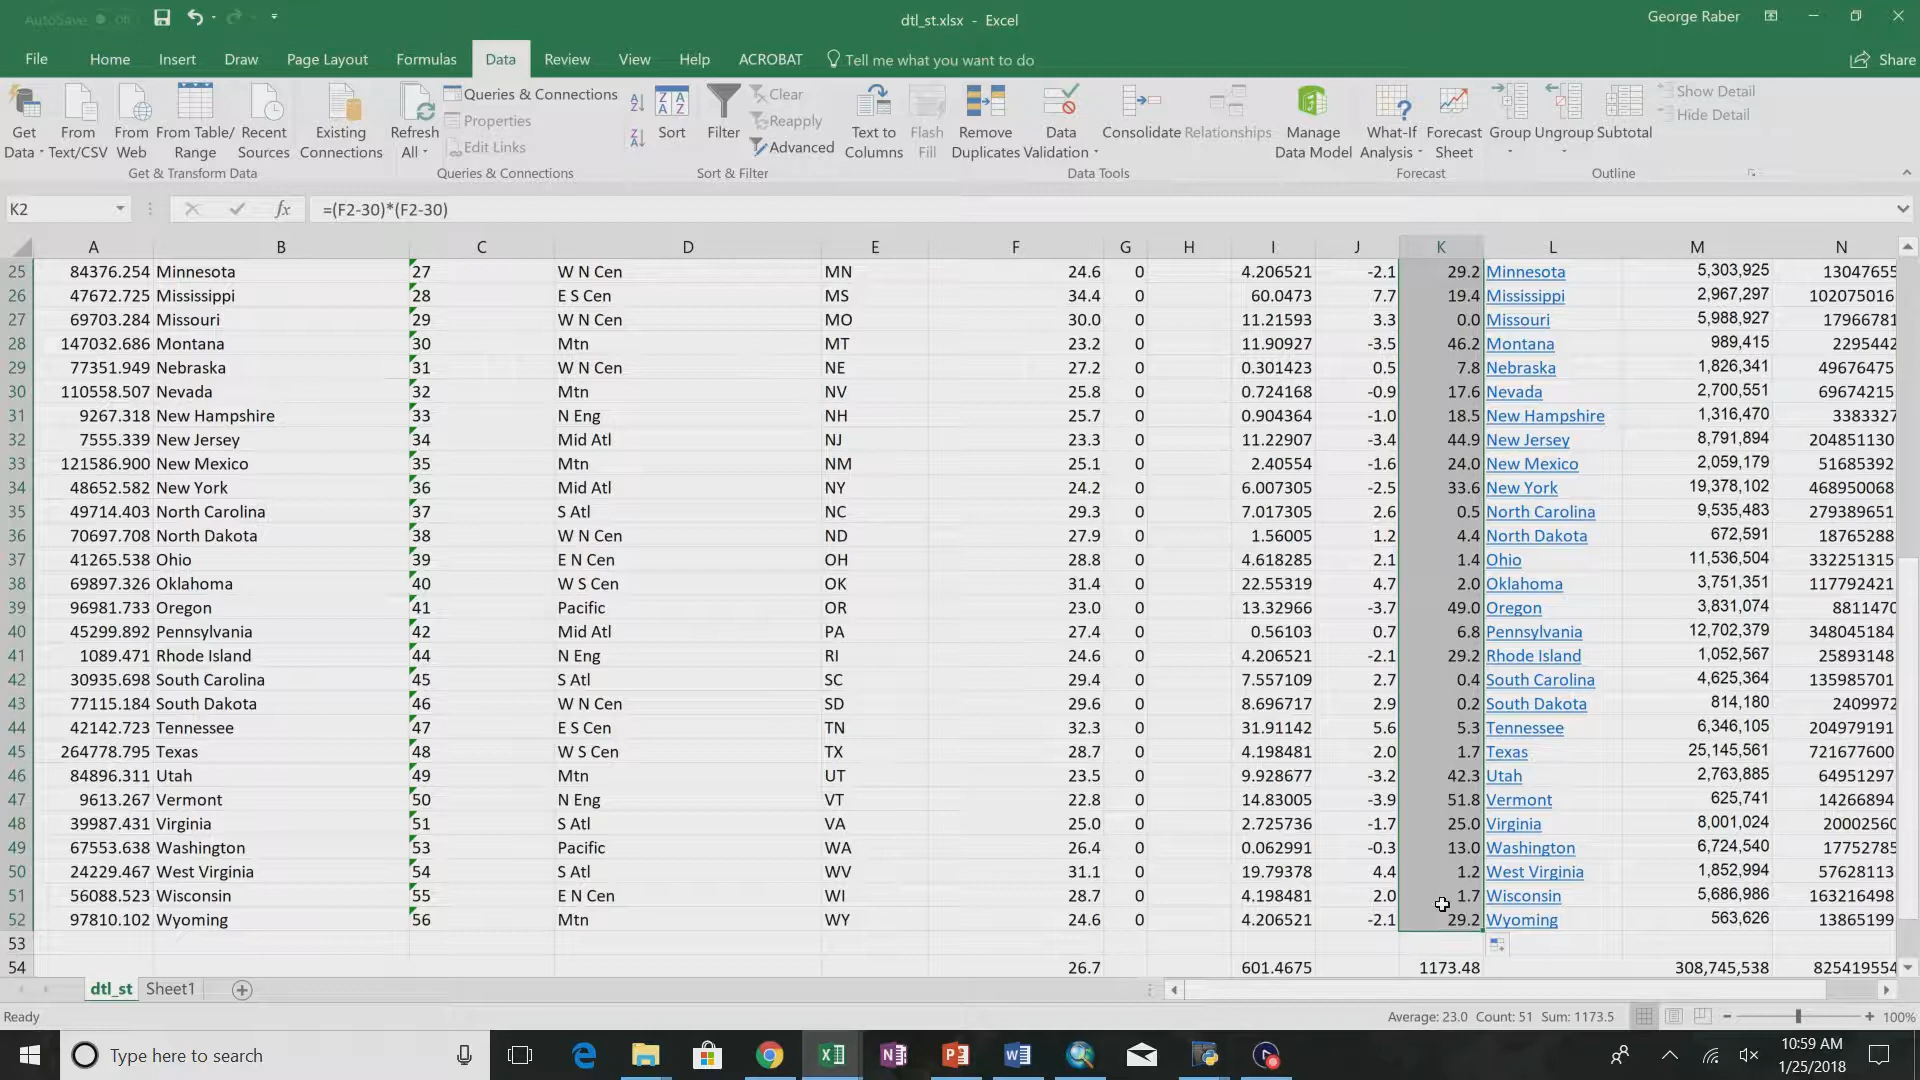 AutoSave Off
dtl_st.xlsx - Excel
George Raber
File Home Insert Draw Page Layout Formulas Data Review View Help ACROBAT Tell me what you want to do Share
Get Data
From Text/CSV
From Web
From Table/ Range
Recent Sources
Existing Connections
Get & Transform Data
Refresh All
Queries & Connections
Properties
Edit Links
Queries & Connections
Sort
Filter
Clear
Reapply
Advanced
Sort & Filter
Text to Columns
Flash Fill
Remove Duplicates
Data Validation
Consolidate
Relationships
Manage Data Model
Data Tools
What-If Analysis
Forecast Sheet
Forecast
Group
Ungroup
Subtotal
Show Detail
Hide Detail
Outline
K2 fx =(F2-30)*(F2-30)
A B C D E F G H I J K L M N
25 84376.254 Minnesota 27 W N Cen MN 24.6 0 4.206521 -2.1 29.2 Minnesota 5,303,925 13047655
26 47672.725 Mississippi 28 E S Cen MS 34.4 0 60.0473 7.7 19.4 Mississippi 2,967,297 102075016
27 69703.284 Missouri 29 W N Cen MO 30.0 0 11.21593 3.3 0.0 Missouri 5,988,927 17966781
28 147032.686 Montana 30 Mtn MT 23.2 0 11.90927 -3.5 46.2 Montana 989,415 2295442
29 77351.949 Nebraska 31 W N Cen NE 27.2 0 0.301423 0.5 7.8 Nebraska 1,826,341 49676475
30 110558.507 Nevada 32 Mtn NV 25.8 0 0.724168 -0.9 17.6 Nevada 2,700,551 69674215
31 9267.318 New Hampshire 33 N Eng NH 25.7 0 0.904364 -1.0 18.5 New Hampshire 1,316,470 3383327
32 7555.339 New Jersey 34 Mid Atl NJ 23.3 0 11.22907 -3.4 44.9 New Jersey 8,791,894 204851130
33 121586.900 New Mexico 35 Mtn NM 25.1 0 2.40554 -1.6 24.0 New Mexico 2,059,179 51685392
34 48652.582 New York 36 Mid Atl NY 24.2 0 6.007305 -2.5 33.6 New York 19,378,102 468950068
35 49714.403 North Carolina 37 S Atl NC 29.3 0 7.017305 2.6 0.5 North Carolina 9,535,483 279389651
36 70697.708 North Dakota 38 W N Cen ND 27.9 0 1.56005 1.2 4.4 North Dakota 672,591 18765288
37 41265.538 Ohio 39 E N Cen OH 28.8 0 4.618285 2.1 1.4 Ohio 11,536,504 332251315
38 69897.326 Oklahoma 40 W S Cen OK 31.4 0 22.55319 4.7 2.0 Oklahoma 3,751,351 117792421
39 96981.733 Oregon 41 Pacific OR 23.0 0 13.32966 -3.7 49.0 Oregon 3,831,074 8811470
40 45299.892 Pennsylvania 42 Mid Atl PA 27.4 0 0.56103 0.7 6.8 Pennsylvania 12,702,379 348045184
41 1089.471 Rhode Island 44 N Eng RI 24.6 0 4.206521 -2.1 29.2 Rhode Island 1,052,567 25893148
42 30935.698 South Carolina 45 S Atl SC 29.4 0 7.557109 2.7 0.4 South Carolina 4,625,364 135985701
43 77115.184 South Dakota 46 W N Cen SD 29.6 0 8.696717 2.9 0.2 South Dakota 814,180 2409972
44 42142.723 Tennessee 47 E S Cen TN 32.3 0 31.91142 5.6 5.3 Tennessee 6,346,105 204979191
45 264778.795 Texas 48 W S Cen TX 28.7 0 4.198481 2.0 1.7 Texas 25,145,561 721677600
46 84896.311 Utah 49 Mtn UT 23.5 0 9.928677 -3.2 42.3 Utah 2,763,885 64951297
47 9613.267 Vermont 50 N Eng VT 22.8 0 14.83005 -3.9 51.8 Vermont 625,741 14266894
48 39987.431 Virginia 51 S Atl VA 25.0 0 2.725736 -1.7 25.0 Virginia 8,001,024 20002560
49 67553.638 Washington 53 Pacific WA 26.4 0 0.062991 -0.3 13.0 Washington 6,724,540 17752785
50 24229.467 West Virginia 54 S Atl WV 31.1 0 19.79378 4.4 1.2 West Virginia 1,852,994 57628113
51 56088.523 Wisconsin 55 E N Cen WI 28.7 0 4.198481 2.0 1.7 Wisconsin 5,686,986 163216498
52 97810.102 Wyoming 56 Mtn WY 24.6 0 4.206521 -2.1 29.2 Wyoming 563,626 13865199
53
54 26.7 601.4675 1173.48 308,745,538 825419554
dtl_st Sheet1
Ready Average: 23.0 Count: 51 Sum: 1173.5 100%
Type here to search
10:59 AM
1/25/2018